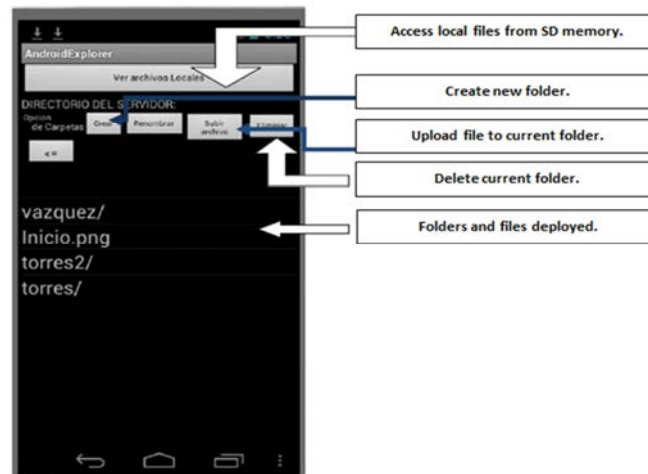 Access local files from SD memory.
AndroidExplorer
Ver archivos Locales
Create new folder.
DIRECTORIO DEL SERVIDOR:
Opcion
de Carpetas
Crear
Renombrar
Subir
archivo
Eliminar
Upload file to current folder.
<=
Delete current folder.
vazquez/
Folders and files deployed.
Inicio.png
torres2/
torres/